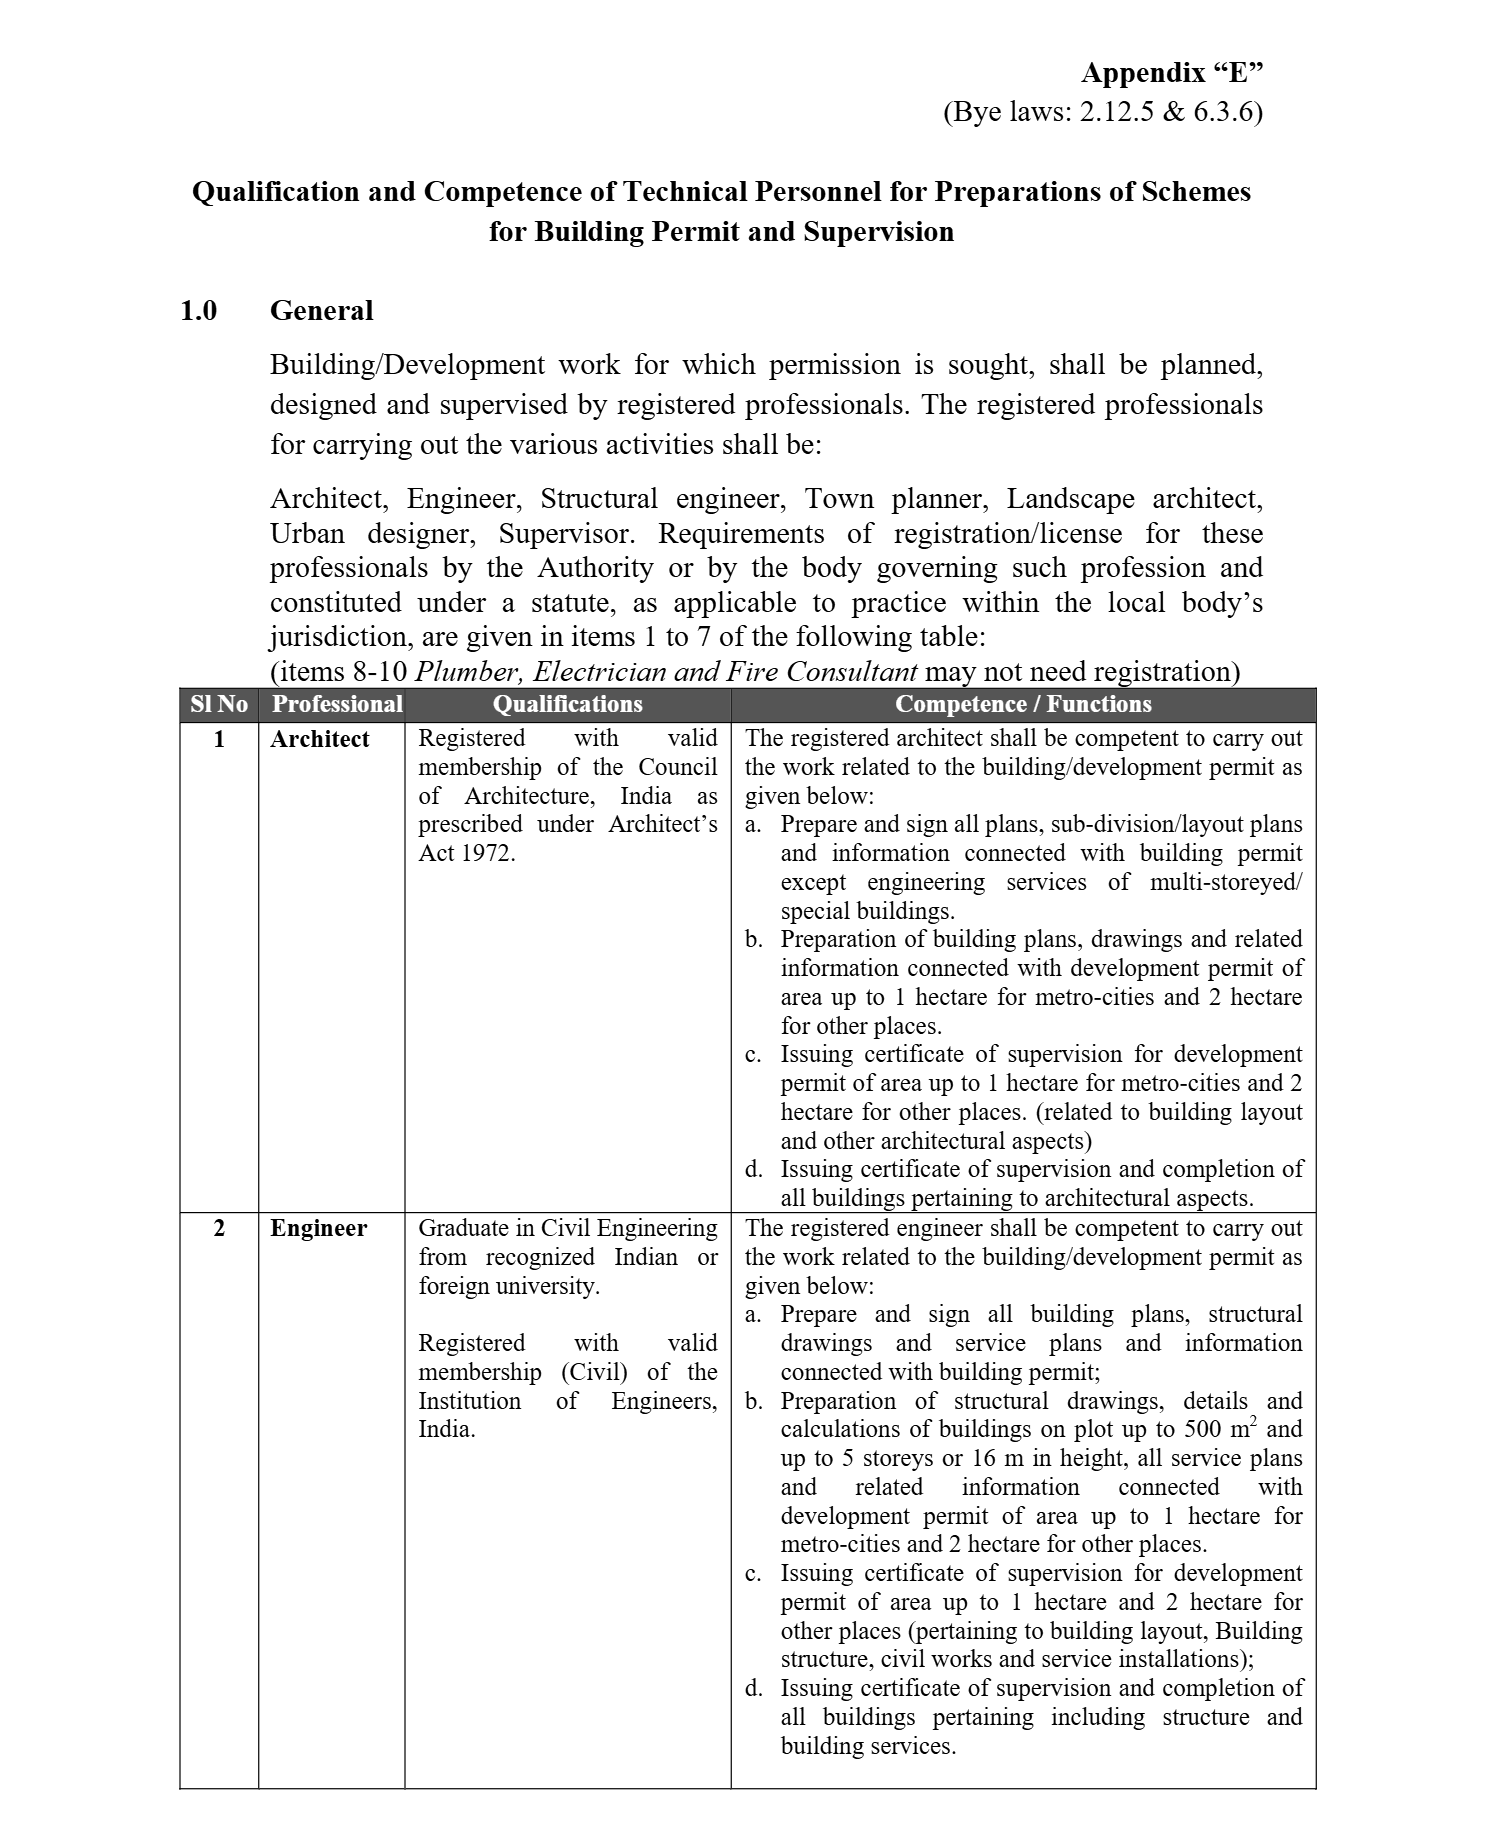 Appendix “E”
(Bye laws: 2.12.5 & 6.3.6)
Qualification and Competence of Technical Personnel for Preparations of Schemes
for Building Permit and Supervision
1.0 General
Building/Development work for which permission is sought, shall be planned,
designed and supervised by registered professionals. The registered professionals
for carrying out the various activities shall be:
Architect, Engineer, Structural engineer, Town planner, Landscape architect,
Urban designer, Supervisor. Requirements of registration/license for these
professionals by the Authority or by the body governing such profession and
constituted under a statute, as applicable to practice within the local body’s
jurisdiction, are given in items 1 to 7 of the following table:
(items 8-10 Plumber, Electrician and Fire Consultant may not need registration)
Sl No Professional Qualifications Competence / Functions
1 Architect
Registered with valid
membership of the Council
of Architecture, India as
prescribed under Architect’s
Act 1972.
The registered architect shall be competent to carry out
the work related to the building/development permit as
given below:
a. Prepare and sign all plans, sub-division/layout plans
and information connected with building permit
except engineering services of multi-storeyed/
special buildings.
b. Preparation of building plans, drawings and related
information connected with development permit of
area up to 1 hectare for metro-cities and 2 hectare
for other places.
c. Issuing certificate of supervision for development
permit of area up to 1 hectare for metro-cities and 2
hectare for other places. (related to building layout
and other architectural aspects)
d. Issuing certificate of supervision and completion of
all buildings pertaining to architectural aspects.
2 Engineer
Graduate in Civil Engineering
from recognized Indian or
foreign university.
Registered with valid
membership (Civil) of the
Institution of Engineers,
India.
The registered engineer shall be competent to carry out
the work related to the building/development permit as
given below:
a. Prepare and sign all building plans, structural
drawings and service plans and information
connected with building permit;
b. Preparation of structural drawings, details and
calculations of buildings on plot up to 500 m² and
up to 5 storeys or 16 m in height, all service plans
and related information connected with
development permit of area up to 1 hectare for
metro-cities and 2 hectare for other places.
c. Issuing certificate of supervision for development
permit of area up to 1 hectare and 2 hectare for
other places (pertaining to building layout, Building
structure, civil works and service installations);
d. Issuing certificate of supervision and completion of
all buildings pertaining including structure and
building services.